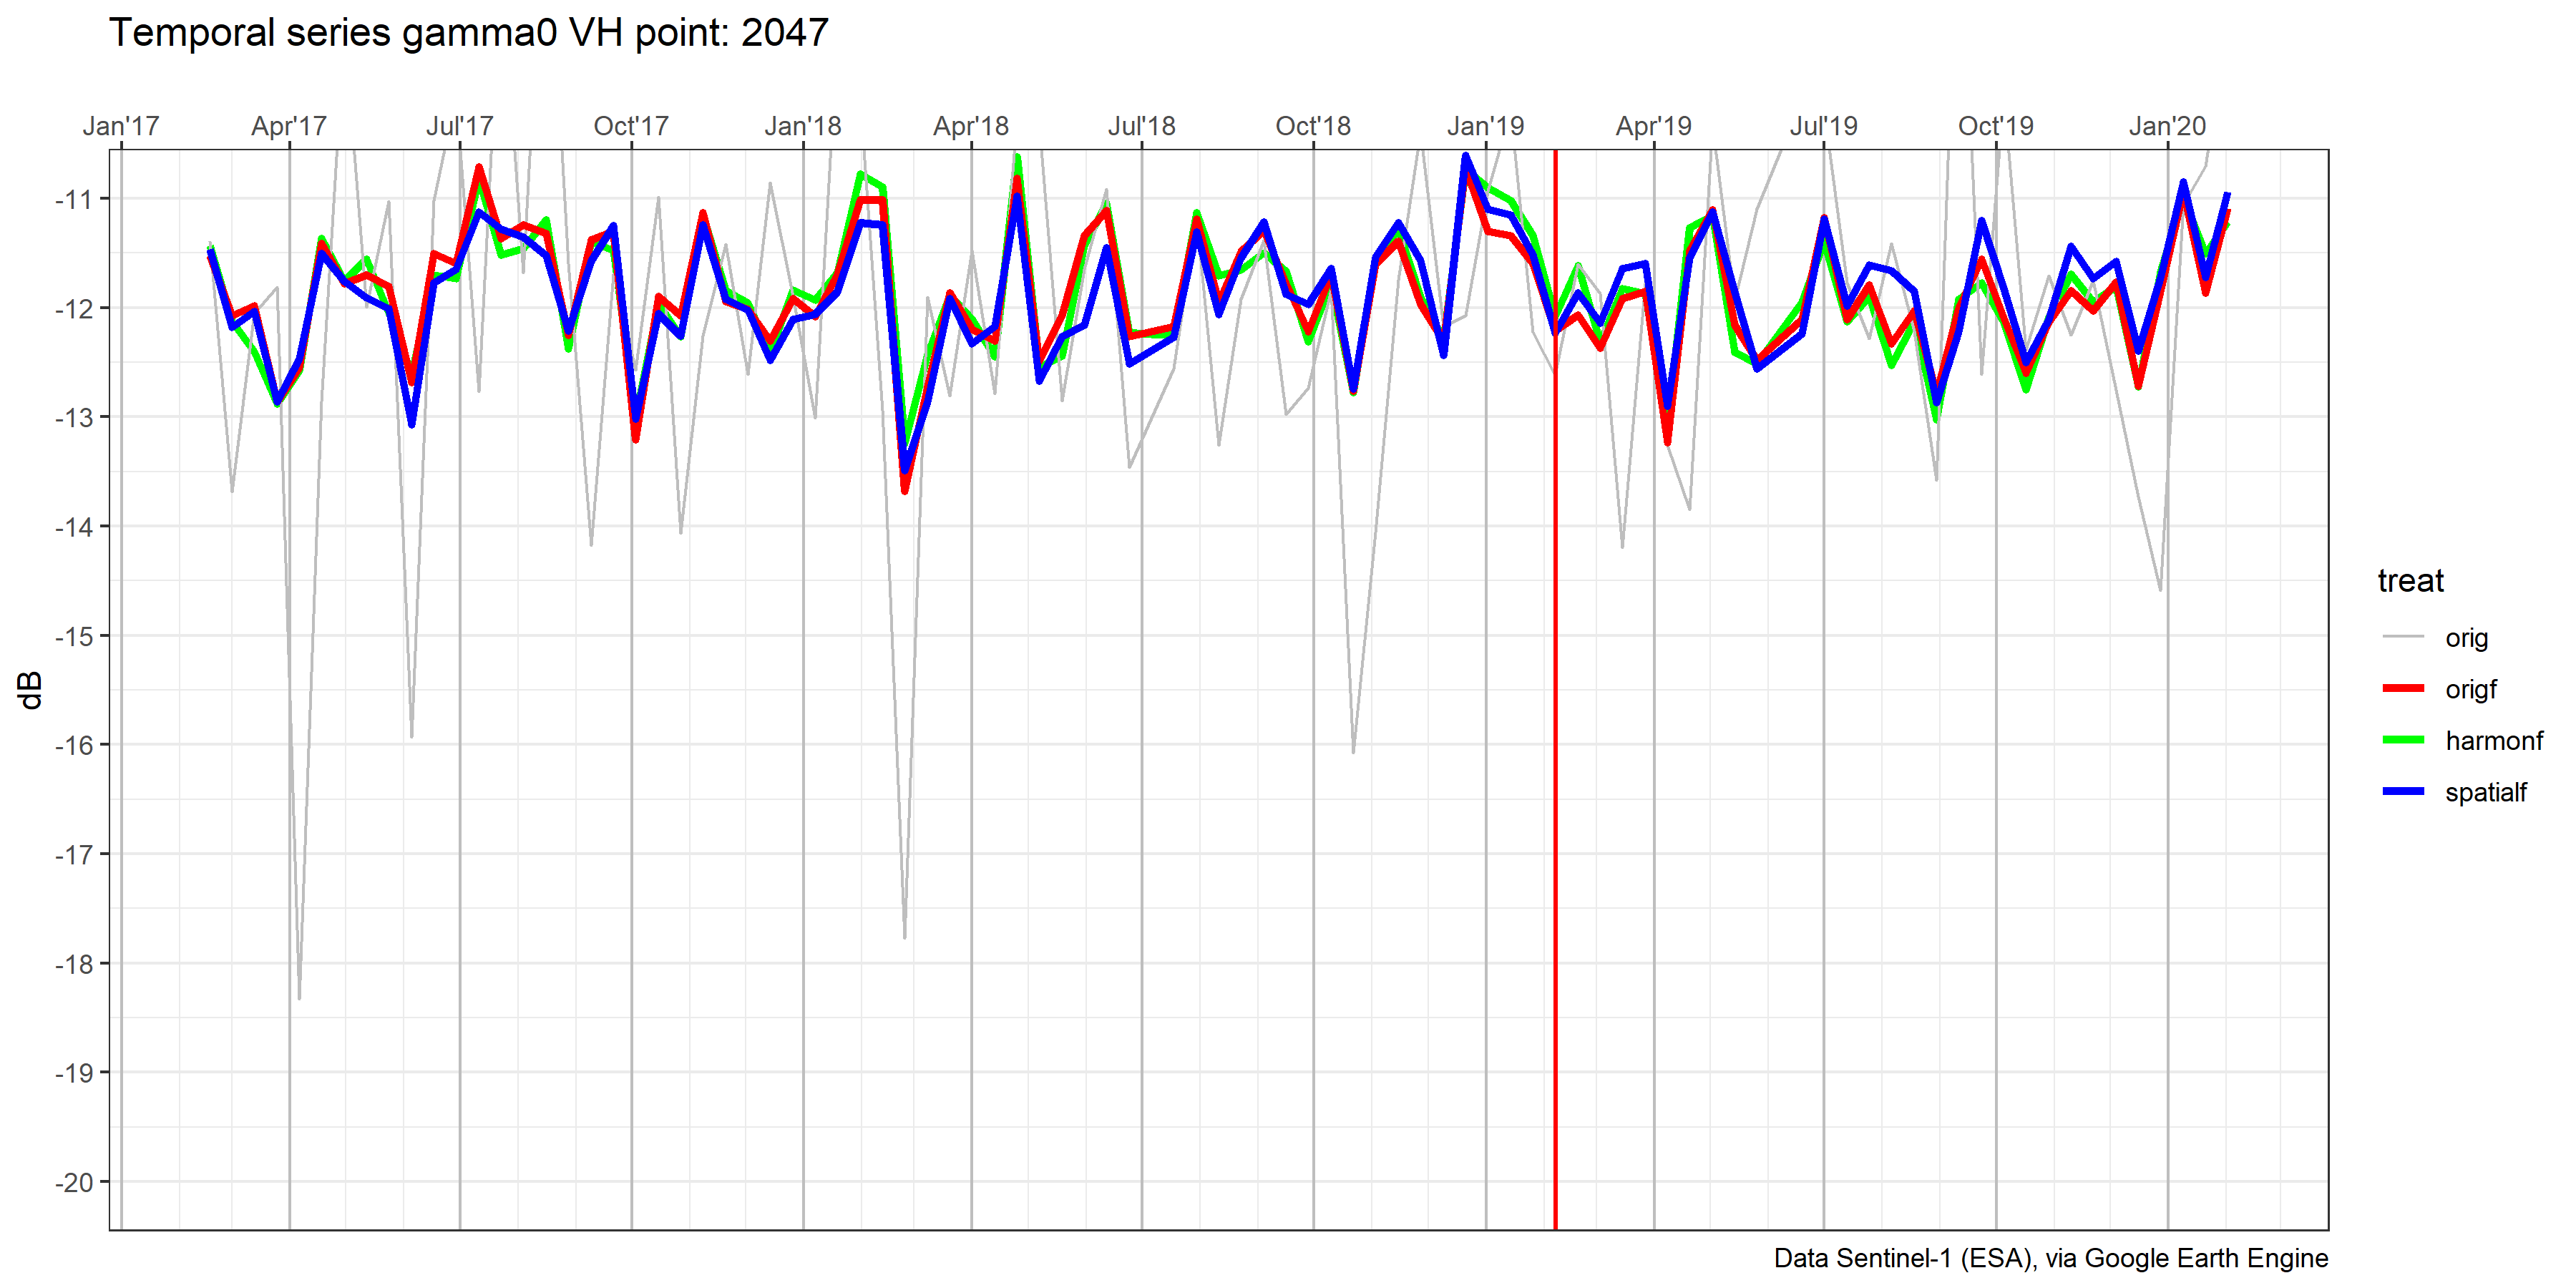 Temporal series gamma0 VH point: 2047
Jan'17 Apr'17 Jul'17 Oct'17 Jan'18 Apr'18 Jul'18 Oct'18 Jan'19 Apr'19 Jul'19 Oct'19 Jan'20
-11
-12
-13
-14
-15
-16
-17
-18
-19
-20
dB
treat
orig
origf
harmonf
spatialf
Data Sentinel-1 (ESA), via Google Earth Engine